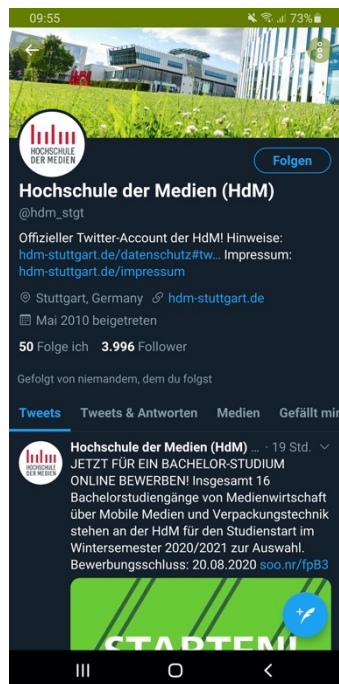 09:55
73%
HOCHSCHULE
DER MEDIEN
Folgen
Hochschule der Medien (HdM)
@hdm_stgt
Offizieller Twitter-Account der HdM! Hinweise:
hdm-stuttgart.de/datenschutz#tw... Impressum:
hdm-stuttgart.de/impressum
Stuttgart, Germany hdm-stuttgart.de
Mai 2010 beigetreten
50 Folge ich 3.996 Follower
Gefolgt von niemandem, dem du folgst
Tweets Tweets & Antworten Medien Gefällt mir
HOCHSCHULE
DER MEDIEN
Hochschule der Medien (HdM) ... · 19 Std.
JETZT FÜR EIN BACHELOR-STUDIUM
ONLINE BEWERBEN! Insgesamt 16
Bachelorstudiengänge von Medienwirtschaft
über Mobile Medien und Verpackungstechnik
stehen an der HdM für den Studienstart im
Wintersemester 2020/2021 zur Auswahl.
Bewerbungsschluss: 20.08.2020 soo.nr/fpB3
STARTEN!